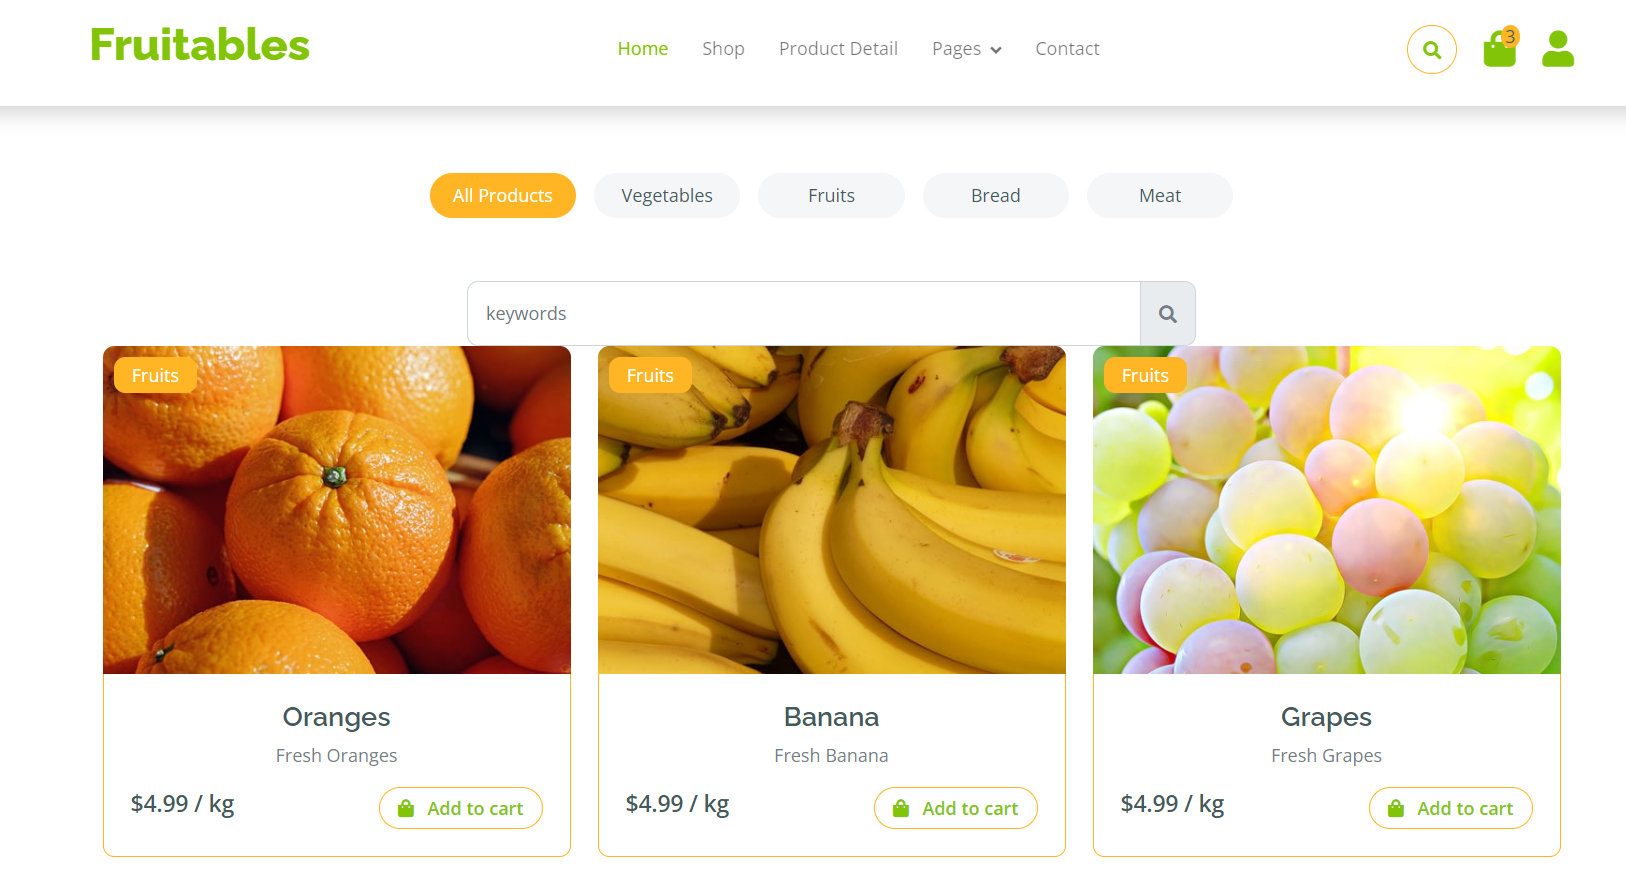 Fruitables
Home Shop Product Detail Pages Contact
3
All Products Vegetables Fruits Bread Meat
keywords
Fruits
Fruits
Fruits
Oranges
Fresh Oranges
$4.99 / kg Add to cart
Banana
Fresh Banana
$4.99 / kg Add to cart
Grapes
Fresh Grapes
$4.99 / kg Add to cart